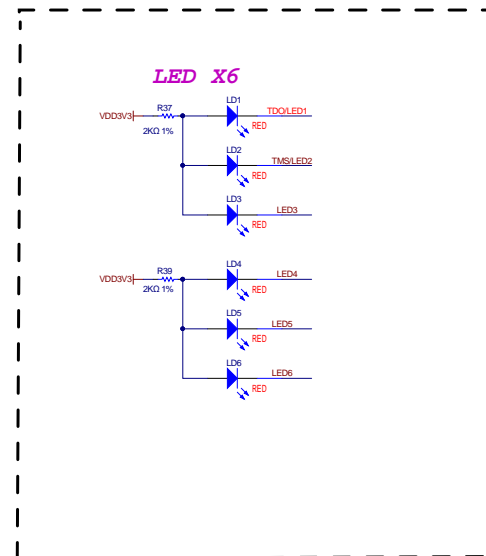 LED X6
VDD3V3
R37
2KΩ 1%
LD1
RED
TDO/LED1
LD2
RED
TMS/LED2
LD3
RED
LED3
VDD3V3
R39
2KΩ 1%
LD4
RED
LED4
LD5
RED
LED5
LD6
RED
LED6